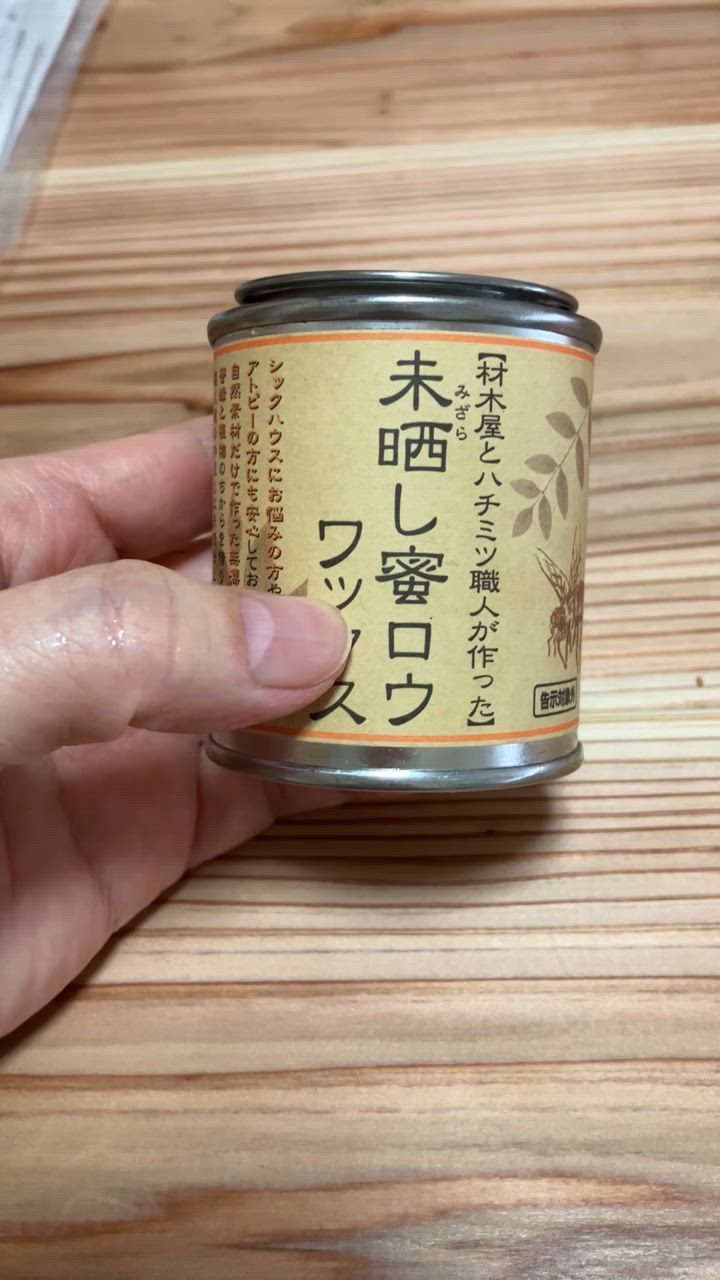 【材木屋とハチミツ職人が作った】
みざら
未晒し蜜ロウ
ワックス
シックハウスにお悩みの方や
アトピーの方にも安心してお
自然素材だけで作った無
告示対象外